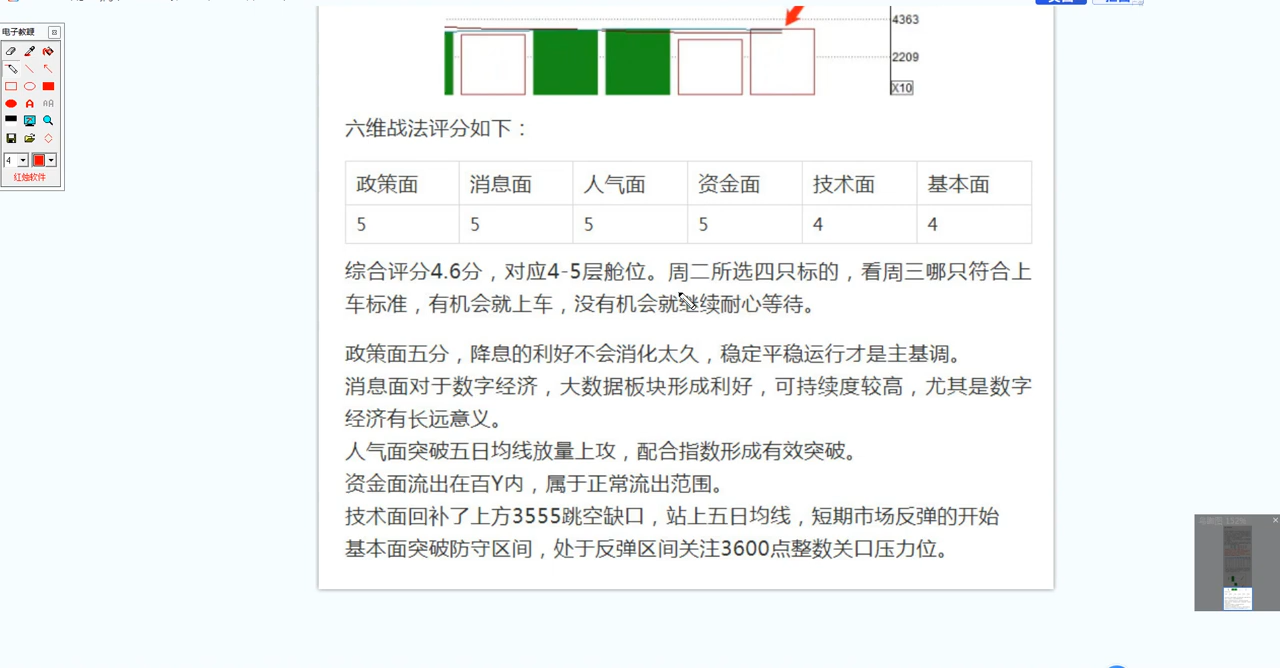 电子教鞭
4
红烛软件
4363
2209
X10
六维战法评分如下：
政策面 消息面 人气面 资金面 技术面 基本面
5 5 5 5 4 4
综合评分4.6分，对应4-5层舱位。周二所选四只标的，看周三哪只符合上
车标准，有机会就上车，没有机会就继续耐心等待。
政策面五分，降息的利好不会消化太久，稳定平稳运行才是主基调。
消息面对于数字经济，大数据板块形成利好，可持续度较高，尤其是数字
经济有长远意义。
人气面突破五日均线放量上攻，配合指数形成有效突破。
资金面流出在百Y内，属于正常流出范围。
技术面回补了上方3555跳空缺口，站上五日均线，短期市场反弹的开始
基本面突破防守区间，处于反弹区间关注3600点整数关口压力位。